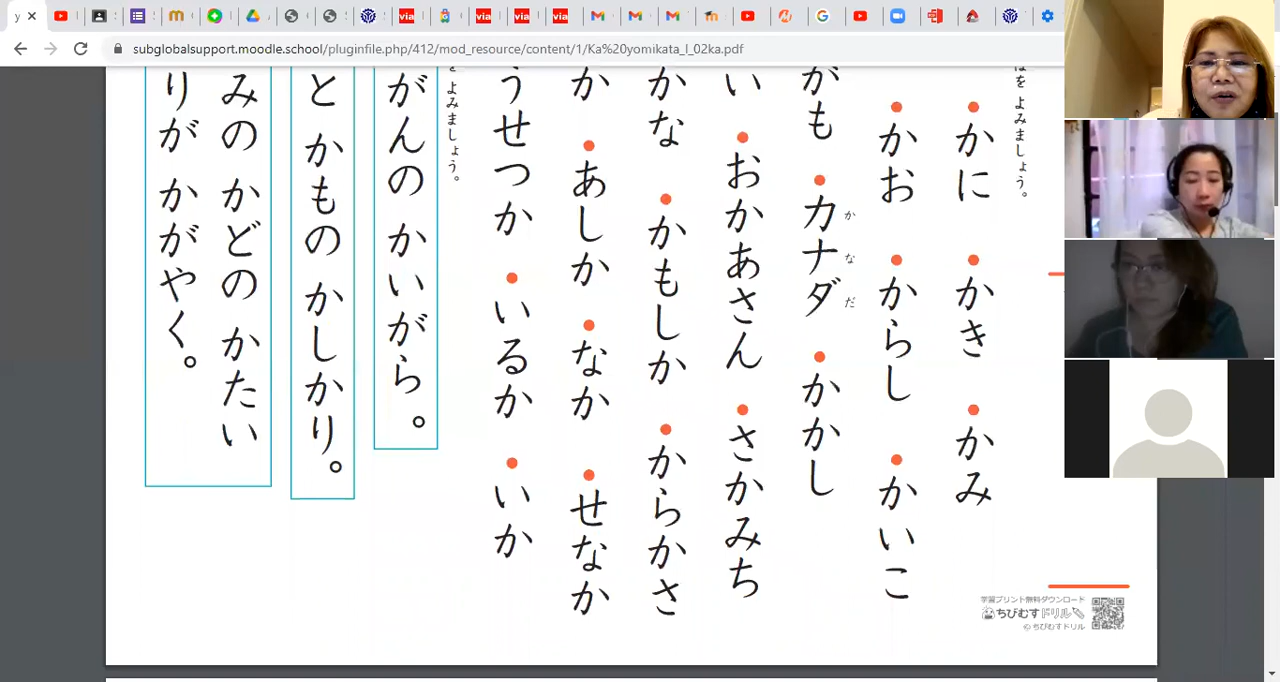 subglobalsupport.moodle.school/pluginfile.php/412/mod_resource/content/1/Ka%20yomikata_l_02ka.pdf
を よみましょう。
かに ・かき ・かみ
・かお ・からし ・かいこ
がも ・カナダ ・かかし
かなだ
い ・おかあさん ・さかみち
かな ・かもしか ・からかさ
か ・あしか ・なか ・せなか
うせつか ・いるか ・いか
よみましょう。
がんの かいがら。
と かもの かしかり。
みの かどの かたい
りが かがやく。
学習プリント無料ダウンロード
ちびむすドリル
© ちびむすドリル